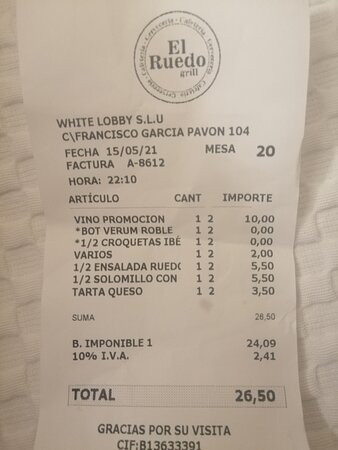 El
Ruedo
grill
WHITE LOBBY S.L.U
C\FRANCISCO GARCIA PAVON 104
FECHA 15/05/21 MESA 20
FACTURA A-8612
HORA: 22:10
ARTÍCULO CANT IMPORTE
VINO PROMOCION 1 2 10,00
*BOT VERUM ROBLE 1 2 0,00
*1/2 CROQUETAS IBÉ 1 2 0,00
VARIOS 1 2 2,00
1/2 ENSALADA RUEDO 1 2 5,50
1/2 SOLOMILLO CON 1 2 5,50
TARTA QUESO 1 2 3,50
SUMA 26,50
B. IMPONIBLE 1 24,09
10% I.V.A. 2,41
TOTAL 26,50
GRACIAS POR SU VISITA
CIF:B13633391